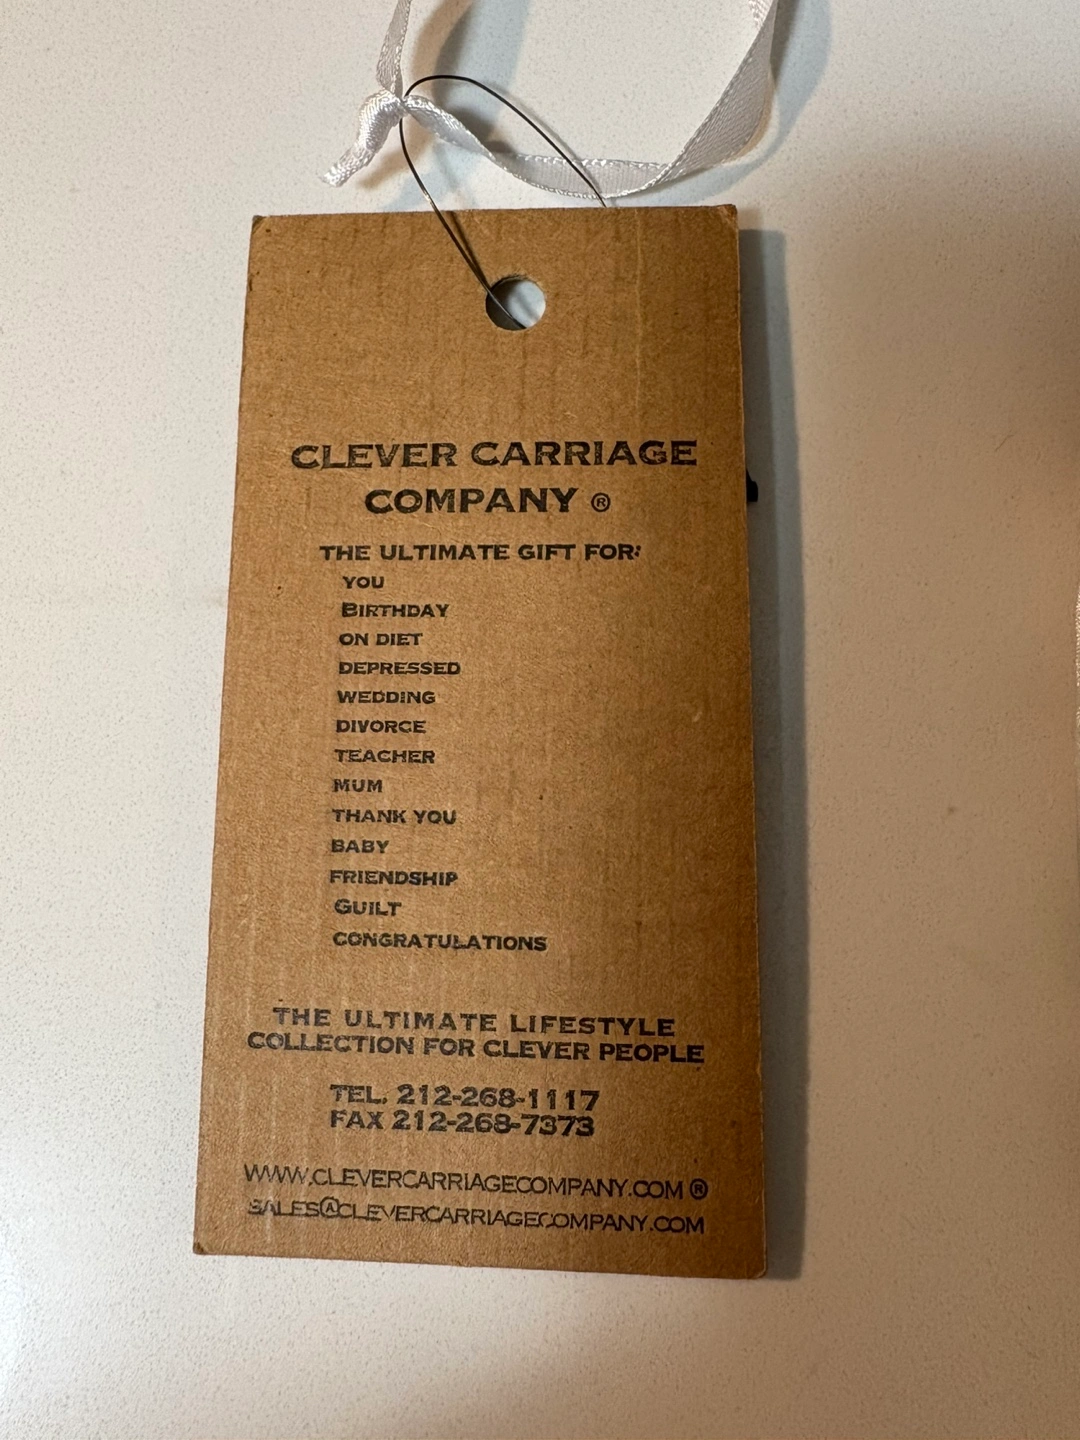 CLEVER CARRIAGE
COMPANY ®
THE ULTIMATE GIFT FOR:
YOU
BIRTHDAY
ON DIET
DEPRESSED
WEDDING
DIVORCE
TEACHER
MUM
THANK YOU
BABY
FRIENDSHIP
GUILT
CONGRATULATIONS
THE ULTIMATE LIFESTYLE
COLLECTION FOR CLEVER PEOPLE
TEL. 212-268-1117
FAX 212-268-7373
WWW.CLEVERCARRIAGECOMPANY.COM ®
SALES@CLEVERCARRIAGECOMPANY.COM